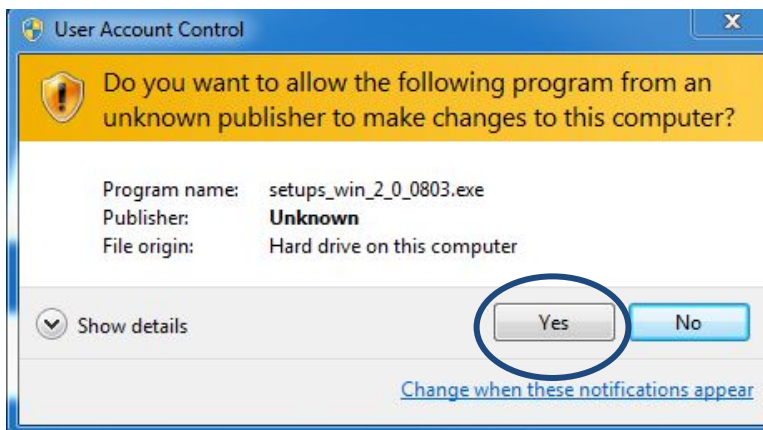 User Account Control
x
Do you want to allow the following program from an
unknown publisher to make changes to this computer?
Program name: setups_win_2_0_0803.exe
Publisher: Unknown
File origin: Hard drive on this computer
Show details Yes No
Change when these notifications appear